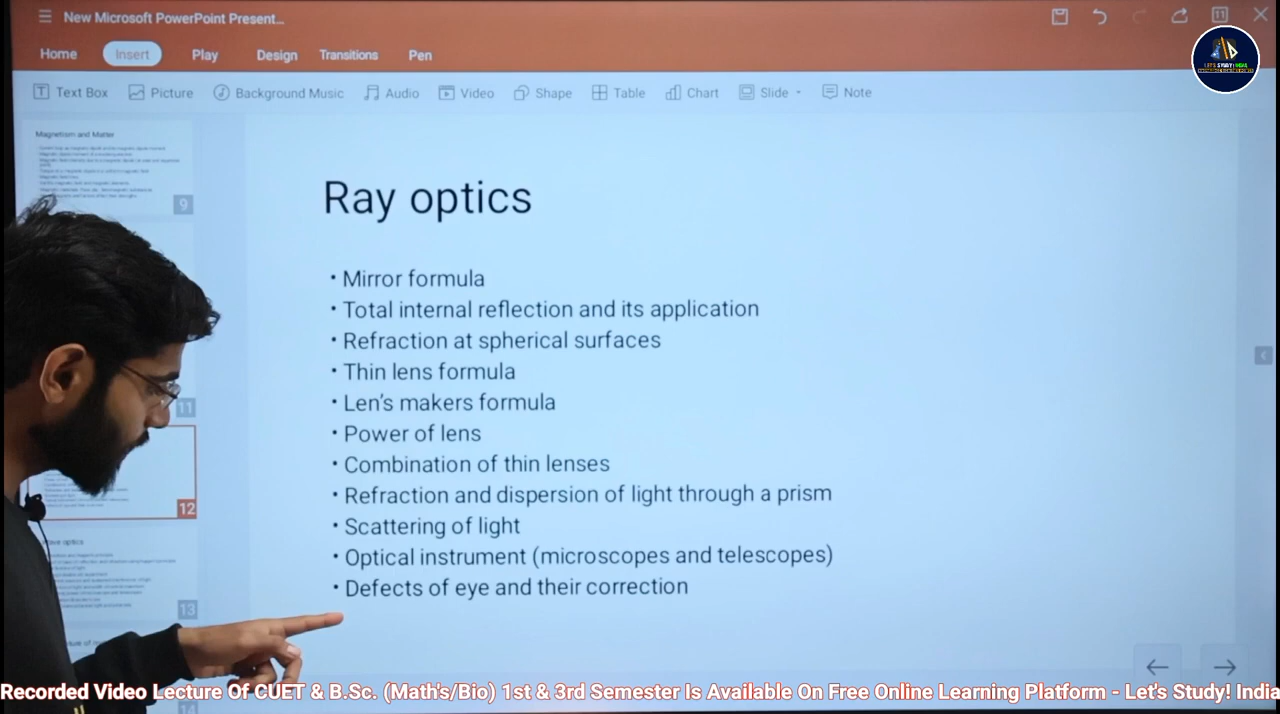 New Microsoft PowerPoint Present...
11
Home Insert Play Design Transitions Pen
Text Box Picture Background Music Audio Video Shape Table Chart Slide Note
Magnetism and Matter
9
Ray optics
• Mirror formula
• Total internal reflection and its application
• Refraction at spherical surfaces
• Thin lens formula
• Len's makers formula
• Power of lens
• Combination of thin lenses
• Refraction and dispersion of light through a prism
• Scattering of light
• Optical instrument (microscopes and telescopes)
• Defects of eye and their correction
11
12
optics
13
14
Recorded Video Lecture Of CUET & B.Sc. (Math's/Bio) 1st & 3rd Semester Is Available On Free Online Learning Platform - Let's Study! India